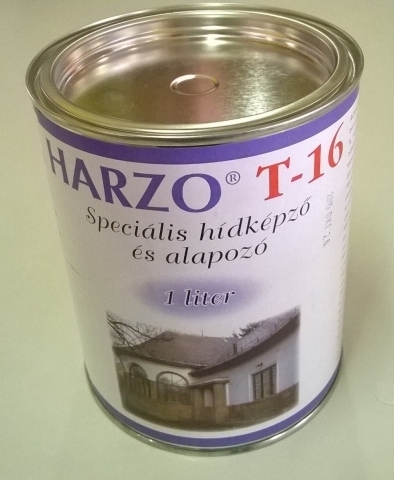 HARZO® T-16
Speciális hídképző
és alapozó
1 liter